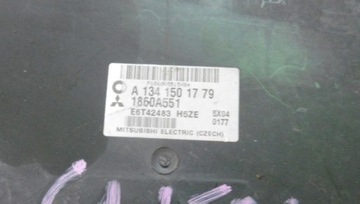 A 134 150 17 79
1860A551
E6T42483 H5ZE 5X04
0177
MITSUBISHI ELECTRIC (CZECH)